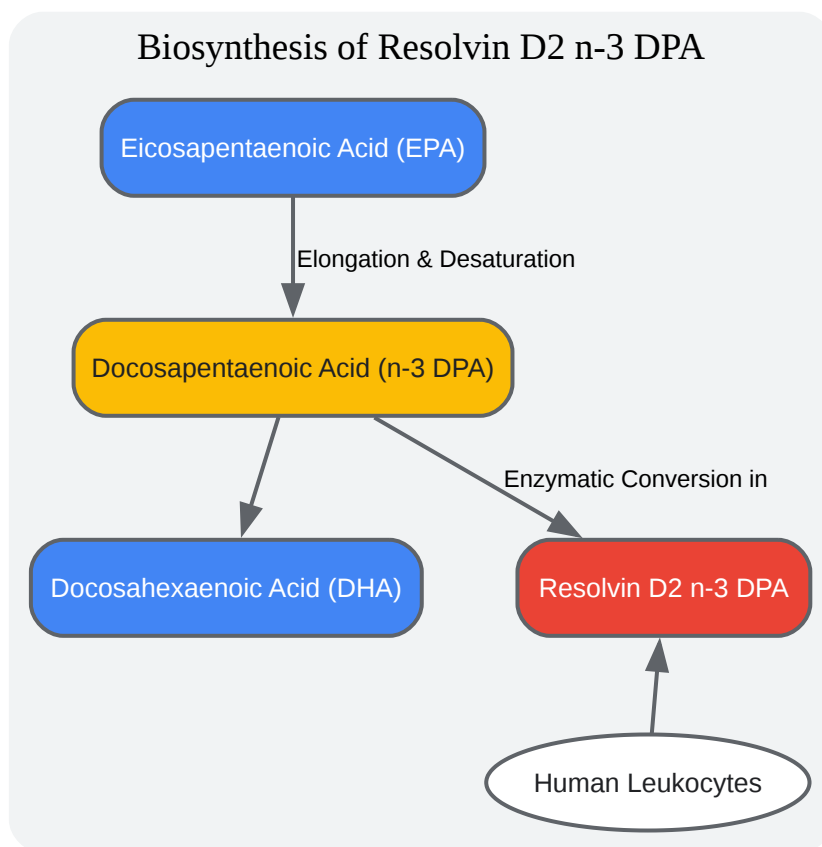 Biosynthesis of Resolvin D2 n-3 DPA
Eicosapentaenoic Acid (EPA)
Elongation & Desaturation
Docosapentaenoic Acid (n-3 DPA)
Enzymatic Conversion in
Docosahexaenoic Acid (DHA)
Resolvin D2 n-3 DPA
Human Leukocytes